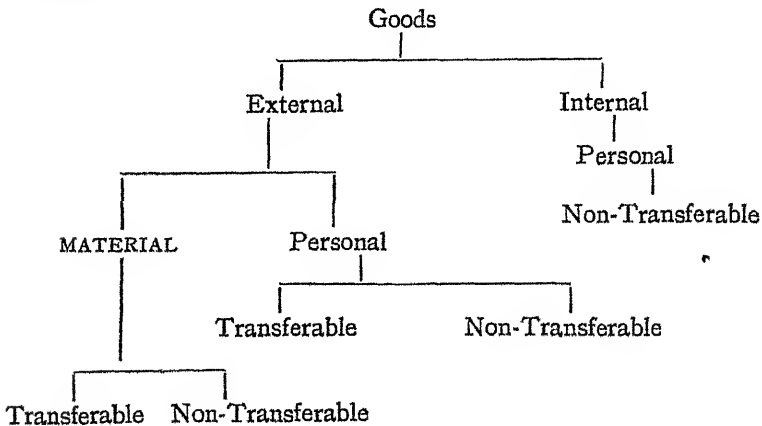 Goods
External Internal
Personal
Non-Transferable
MATERIAL Personal
Transferable Non-Transferable
Transferable Non-Transferable